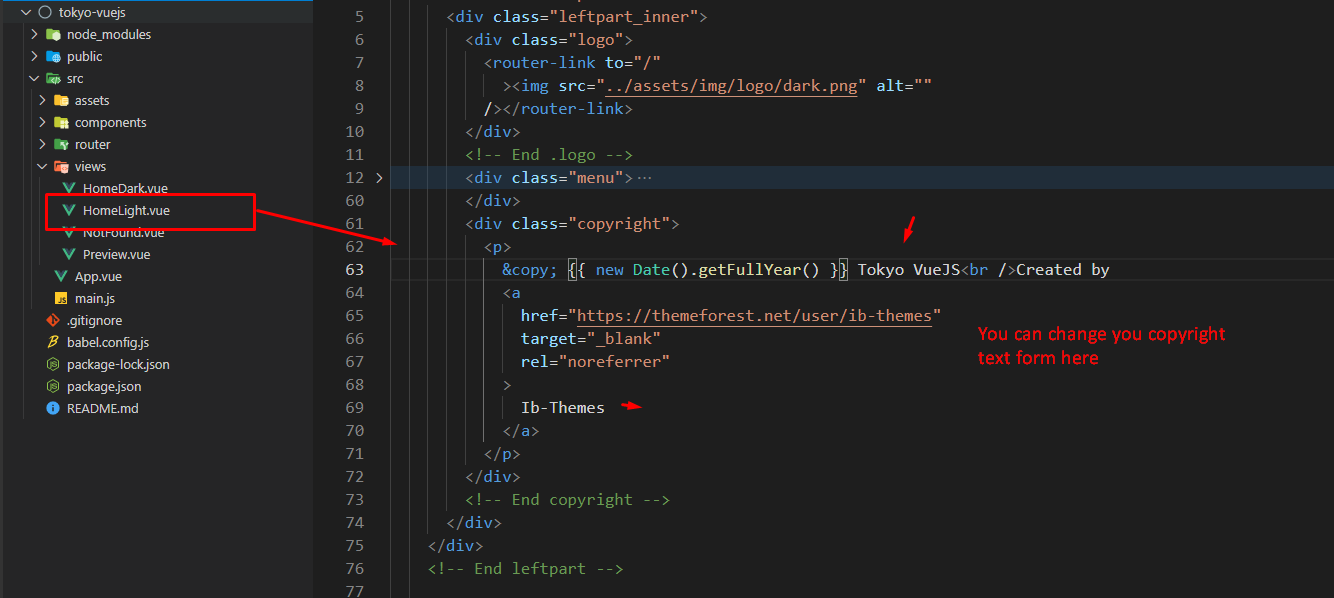 tokyo-vuejs
node_modules
public
src
assets
components
router
views
HomeDark.vue
HomeLight.vue
NotFound.vue
Preview.vue
App.vue
main.js
.gitignore
babel.config.js
package-lock.json
package.json
README.md
5 <div class="leftpart_inner">
6 <div class="logo">
7 <router-link to="/"
8 ><img src="../assets/img/logo/dark.png" alt=""
9 /></router-link>
10 </div>
11 <!-- End .logo -->
12 <div class="menu">…
60 </div>
61 <div class="copyright">
62 <p>
63 &copy; {{ new Date().getFullYear() }} Tokyo VueJS<br />Created by
64 <a
65 href="https://themeforest.net/user/ib-themes"
66 target="_blank"
67 rel="noreferrer"
68 >
69 Ib-Themes
70 </a>
71 </p>
72 </div>
73 <!-- End copyright -->
74 </div>
75 </div>
76 <!-- End leftpart -->
77
You can change you copyright
text form here